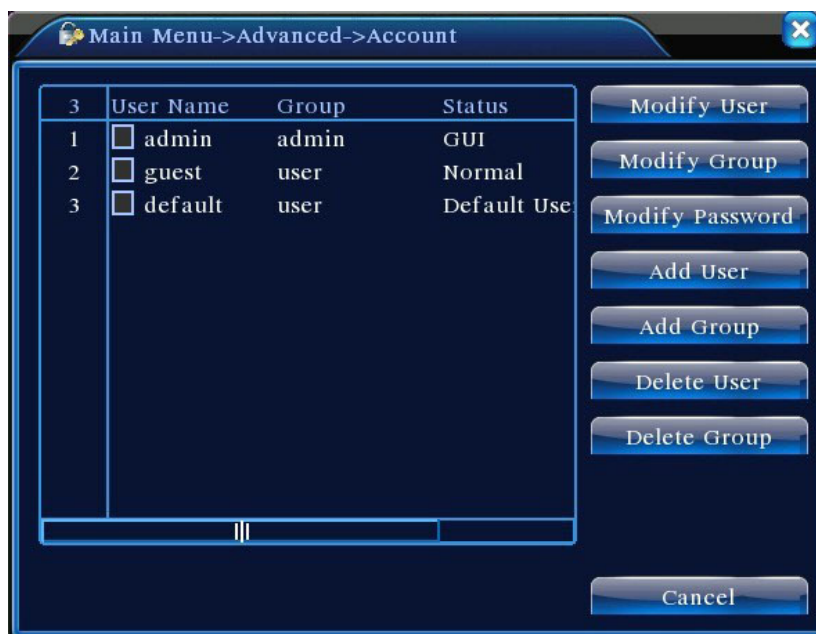 Main Menu->Advanced->Account
3 User Name Group Status
1 admin admin GUI
2 guest user Normal
3 default user Default Use
Modify User
Modify Group
Modify Password
Add User
Add Group
Delete User
Delete Group
Cancel